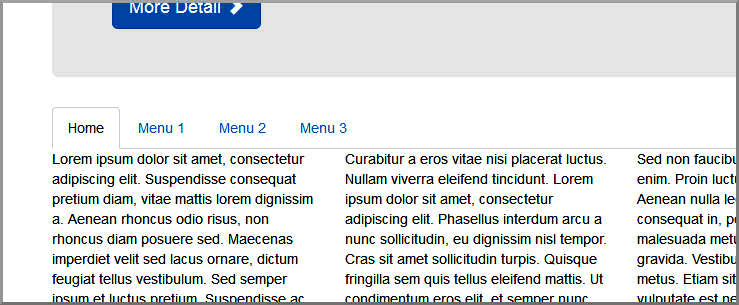 More Detail
Home Menu 1 Menu 2 Menu 3
Lorem ipsum dolor sit amet, consectetur
adipiscing elit. Suspendisse consequat
pretium diam, vitae mattis lorem dignissim
a. Aenean rhoncus odio risus, non
rhoncus diam posuere sed. Maecenas
imperdiet velit sed lacus ornare, dictum
feugiat tellus vestibulum. Sed semper
ipsum et luctus pretium. Suspendisse ac
Curabitur a eros vitae nisi placerat luctus.
Nullam viverra eleifend tincidunt. Lorem
ipsum dolor sit amet, consectetur
adipiscing elit. Phasellus interdum arcu a
nunc sollicitudin, eu dignissim nisl tempor.
Cras sit amet sollicitudin turpis. Quisque
fringilla sem quis tellus eleifend mattis. Ut
condimentum eros elit, et semper nunc
Sed non faucibu
enim. Proin luctu
Aenean nulla le
consequat in, p
malesuada metu
gravida. Vestibu
metus. Etiam sit
vulputate est ne